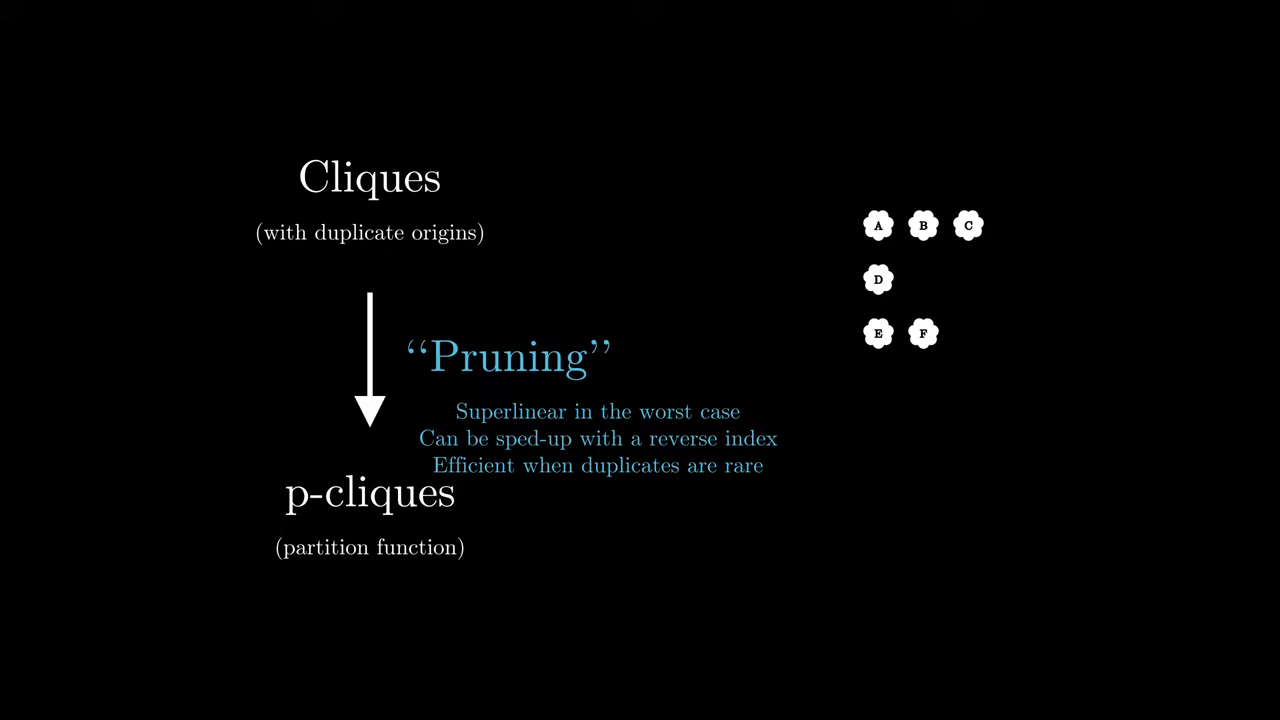 Cliques
(with duplicate origins)
“Pruning”
Superlinear in the worst case
Can be sped-up with a reverse index
Efficient when duplicates are rare
p-cliques
(partition function)
A B C
D
E F